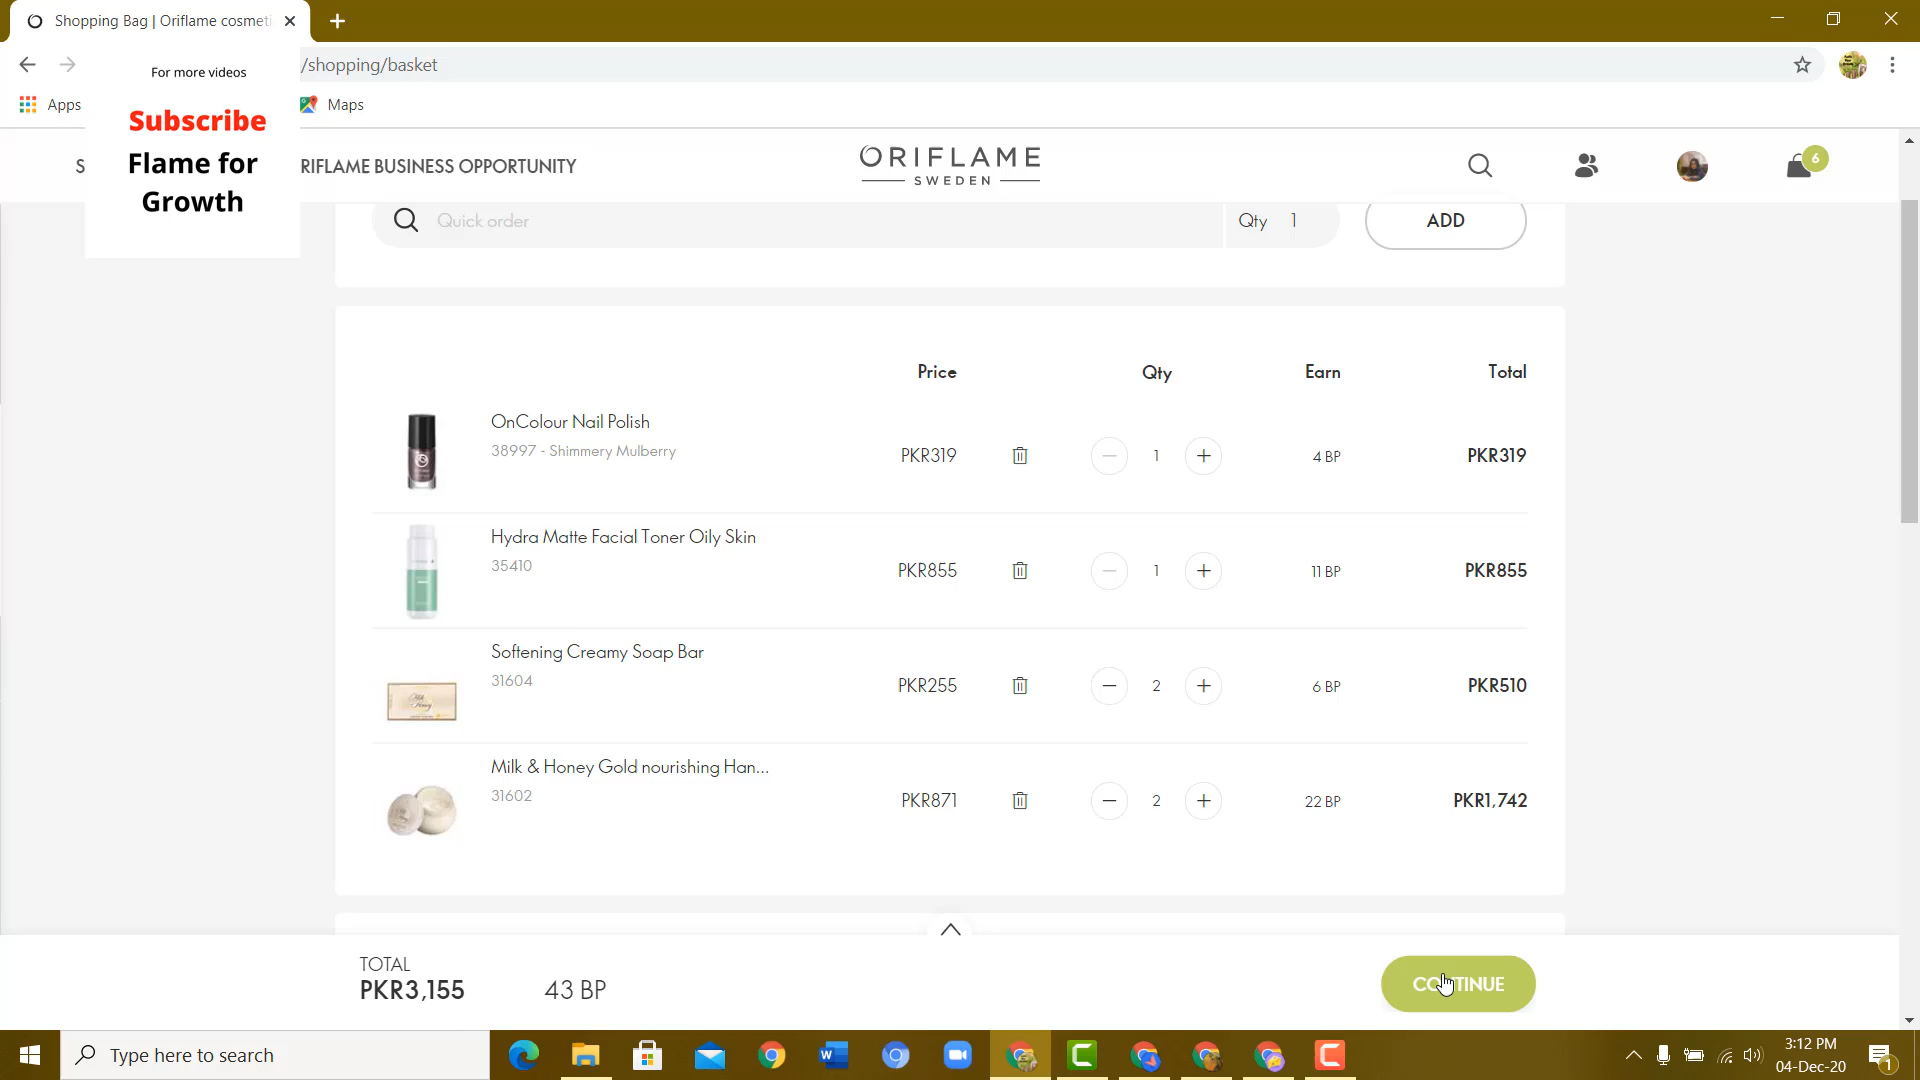 Shopping Bag | Oriflame cosmeti
For more videos
/shopping/basket
Apps
Maps
Subscribe
Flame for
Growth
S
RIFLAME BUSINESS OPPORTUNITY
ORIFLAME
SWEDEN
6
Quick order
Qty 1
ADD
Price
Qty
Earn
Total
OnColour Nail Polish
38997 - Shimmery Mulberry
PKR319
1
4 BP
PKR319
Hydra Matte Facial Toner Oily Skin
35410
PKR855
1
11 BP
PKR855
Softening Creamy Soap Bar
31604
PKR255
2
6 BP
PKR510
Milk & Honey Gold nourishing Han...
31602
PKR871
2
22 BP
PKR1,742
TOTAL
PKR3,155
43 BP
CONTINUE
Type here to search
3:12 PM
04-Dec-20
1